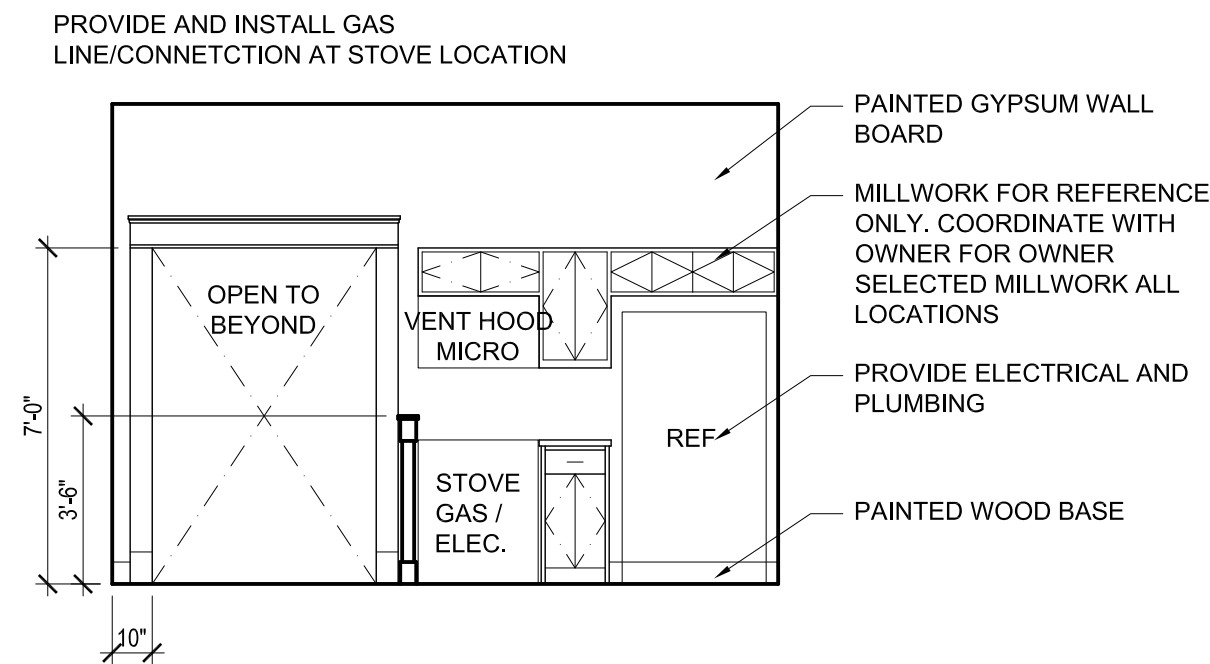 PROVIDE AND INSTALL GAS
LINE/CONNETCTION AT STOVE LOCATION
PAINTED GYPSUM WALL
BOARD
MILLWORK FOR REFERENCE
ONLY. COORDINATE WITH
OWNER FOR OWNER
SELECTED MILLWORK ALL
LOCATIONS
OPEN TO
BEYOND
VENT HOOD
MICRO
PROVIDE ELECTRICAL AND
PLUMBING
7'-0"
REF
3'-6"
STOVE
GAS /
ELEC.
PAINTED WOOD BASE
10"